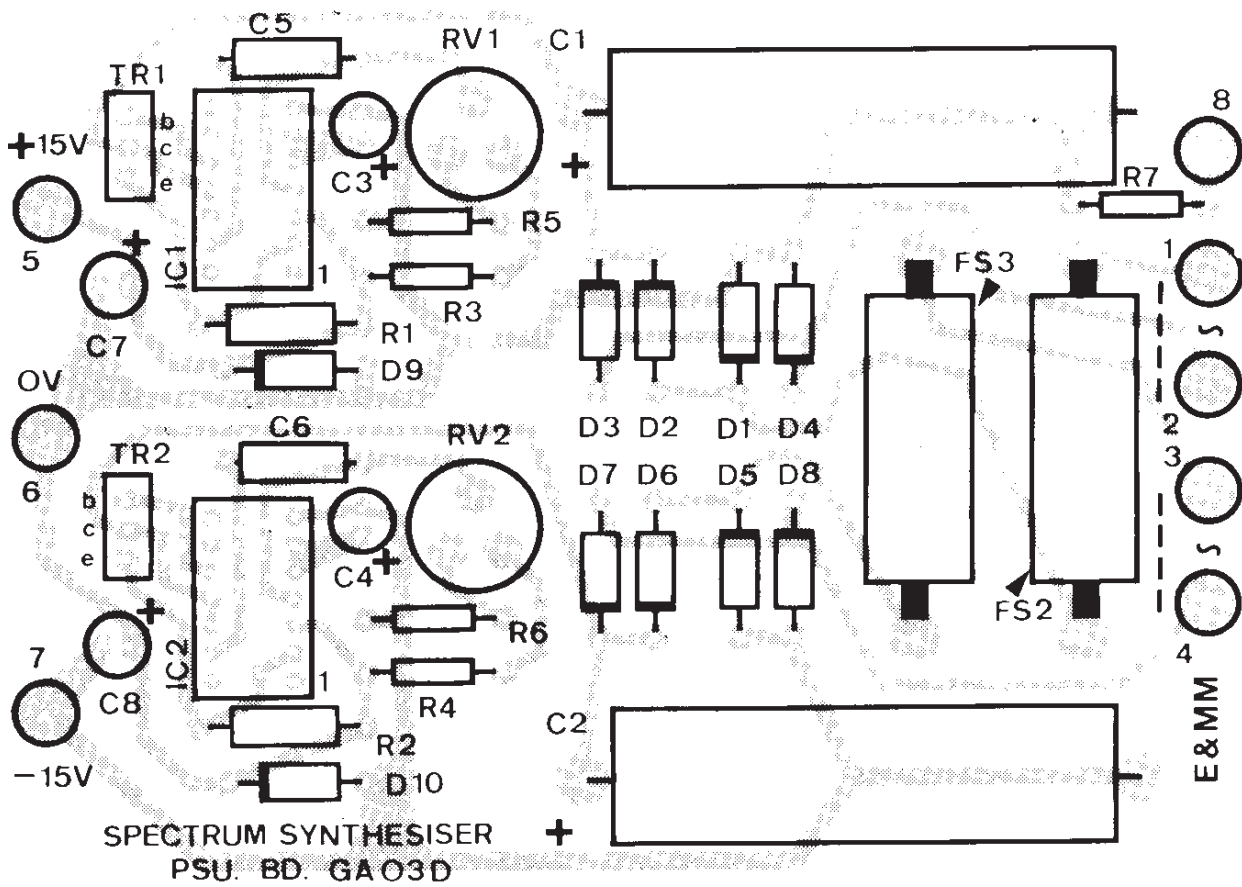 C5
RV1
C1
TR1
8
b
+15V
c
C3
+
+
e
R7
5
+
R5
IC1
1
FS3
1
R3
C7
R1
S
D9
0V
C6
RV2
D3 D2 D1 D4
2
TR2
D7 D6 D5 D8
3
6
b
c
e
C4
+
S
+
FS2
R6
7
IC2
1
4
C8
R4
C2
R2
E&MM
-15V
D10
SPECTRUM SYNTHESISER
+
PSU. BD. GA03D